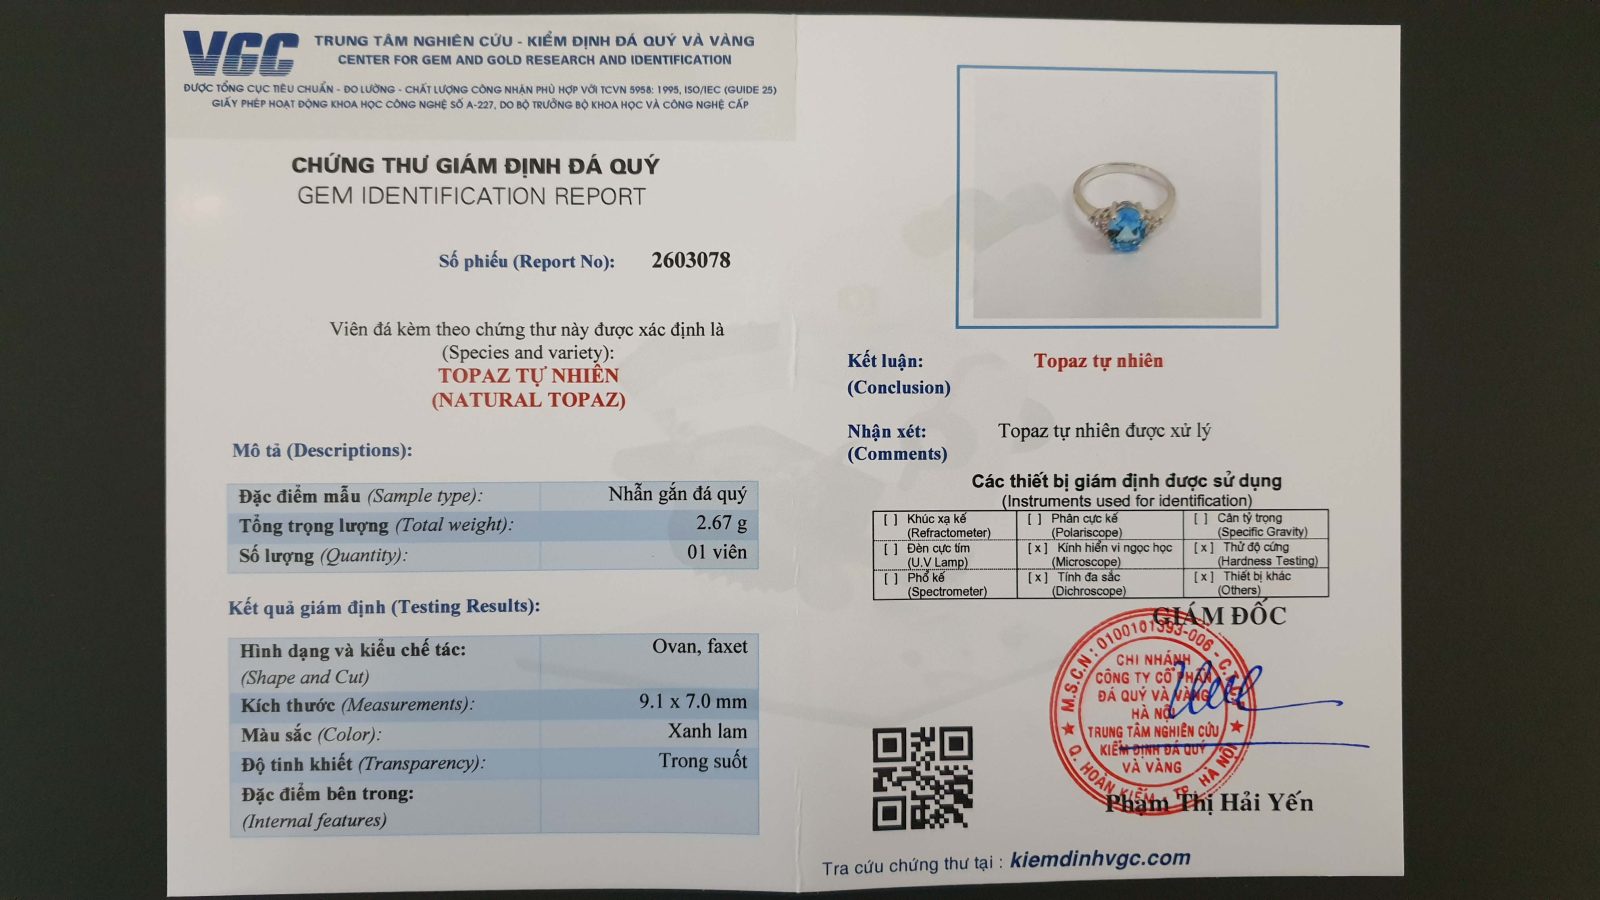 VGC
TRUNG TÂM NGHIÊN CỨU - KIỂM ĐỊNH ĐÁ QUÝ VÀ VÀNG
CENTER FOR GEM AND GOLD RESEARCH AND IDENTIFICATION
ĐƯỢC TỔNG CỤC TIÊU CHUẨN - ĐO LƯỜNG - CHẤT LƯỢNG CÔNG NHẬN PHÙ HỢP VỚI TCVN 5958: 1995, ISO/IEC (GUIDE 25)
GIẤY PHÉP HOẠT ĐỘNG KHOA HỌC CÔNG NGHỆ SỐ A-227, DO BỘ TRƯỞNG BỘ KHOA HỌC VÀ CÔNG NGHỆ CẤP
CHỨNG THƯ GIÁM ĐỊNH ĐÁ QUÝ
GEM IDENTIFICATION REPORT
Số phiếu (Report No): 2603078
Viên đá kèm theo chứng thư này được xác định là
(Species and variety):
TOPAZ TỰ NHIÊN
(NATURAL TOPAZ)
Mô tả (Descriptions):
Đặc điểm mẫu (Sample type): Nhẫn gắn đá quý
Tổng trọng lượng (Total weight): 2.67 g
Số lượng (Quantity): 01 viên
Kết quả giám định (Testing Results):
Hình dạng và kiểu chế tác: Ovan, faxet
(Shape and Cut)
Kích thước (Measurements): 9.1 x 7.0 mm
Màu sắc (Color): Xanh lam
Độ tinh khiết (Transparency): Trong suốt
Đặc điểm bên trong:
(Internal features)
Kết luận: Topaz tự nhiên
(Conclusion)
Nhận xét: Topaz tự nhiên được xử lý
(Comments)
Các thiết bị giám định được sử dụng
(Instruments used for identification)
[ ] Khúc xạ kế [ ] Phân cực kế [ ] Cân tỷ trọng
(Refractometer) (Polariscope) (Specific Gravity)
[ ] Đèn cực tím [x] Kính hiển vi ngọc học [x] Thử độ cứng
(U.V Lamp) (Microscope) (Hardness Testing)
[ ] Phổ kế [x] Tính đa sắc [x] Thiết bị khác
(Spectrometer) (Dichroscope) (Others)
GIÁM ĐỐC
M.S.C.N: 0100101393-006
CHI NHÁNH
CÔNG TY CỔ PHẦN
ĐÁ QUÝ VÀ VÀNG
HÀ NỘI
TRUNG TÂM NGHIÊN CỨU
KIỂM ĐỊNH ĐÁ QUÝ
VÀ VÀNG
Q. HOÀN KIẾM - TP. HÀ NỘI
Phạm Thị Hải Yến
Tra cứu chứng thư tại : kiemdinhvgc.com